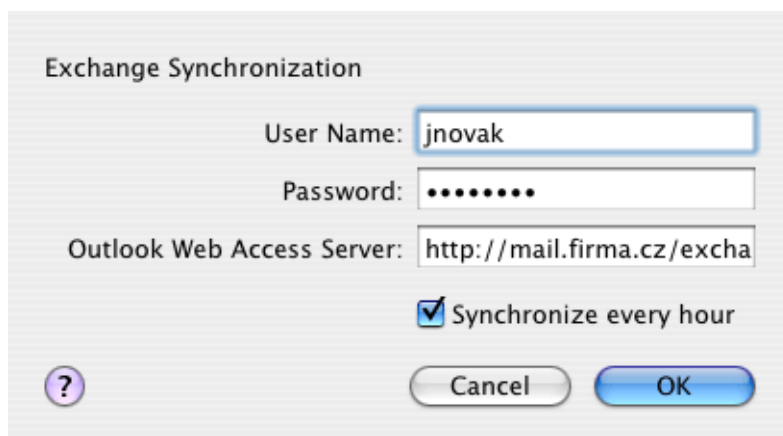 Exchange Synchronization
User Name: jnovak
Password: ••••••••
Outlook Web Access Server: http://mail.firma.cz/excha
Synchronize every hour
? Cancel OK